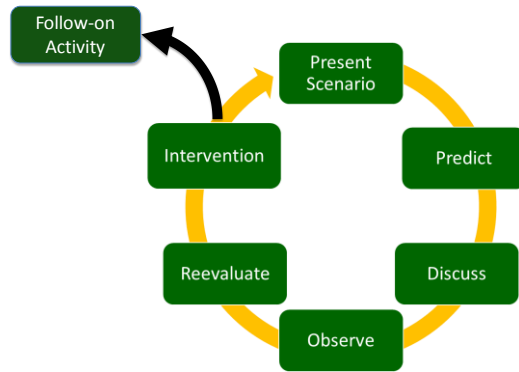 Follow-on
Activity
Present
Scenario
Predict
Discuss
Observe
Reevaluate
Intervention